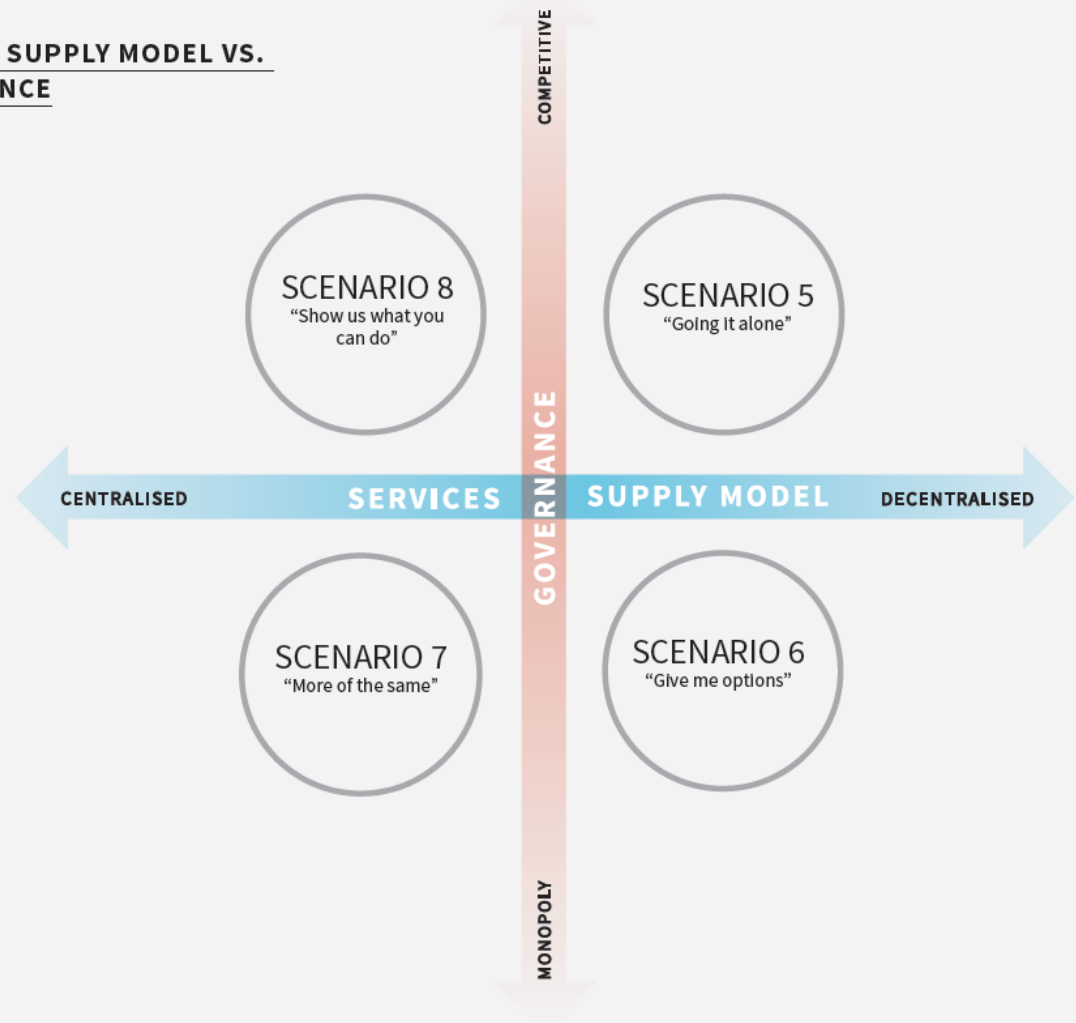 SUPPLY MODEL VS.
NCE
COMPETITIVE
SCENARIO 8
“Show us what you
can do”
SCENARIO 5
“Going it alone”
GOVERNANCE
CENTRALISED
SERVICES
SUPPLY MODEL
DECENTRALISED
SCENARIO 7
“More of the same”
SCENARIO 6
“Give me options”
MONOPOLY